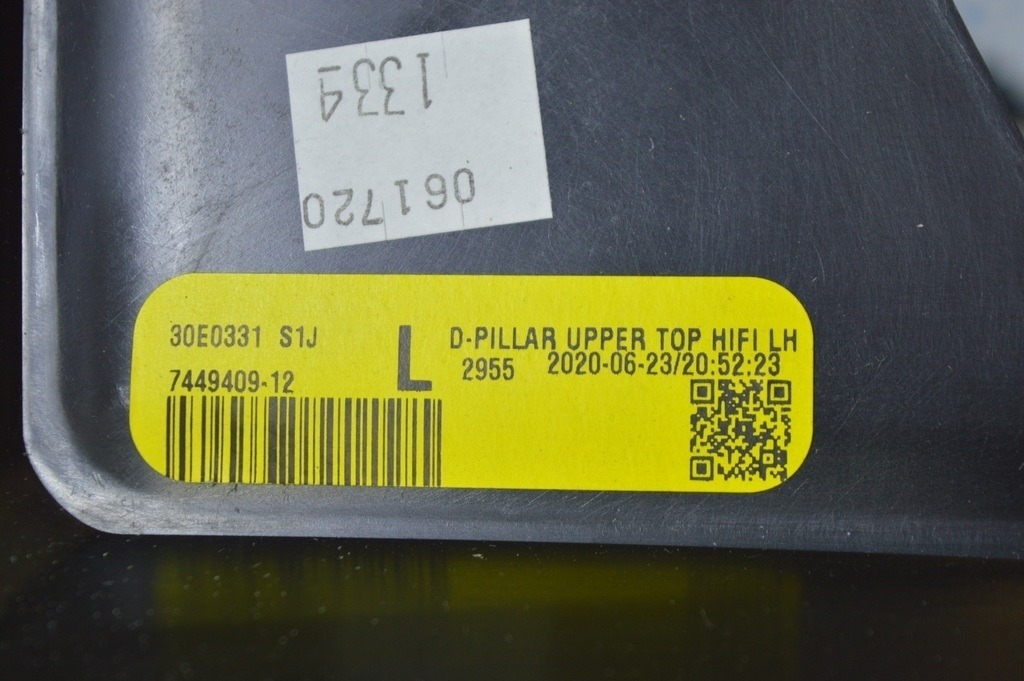 061720
1334
30E0331 S1J
L
D-PILLAR UPPER TOP HIFI LH
7449409-12
2955 2020-06-23/20:52:23